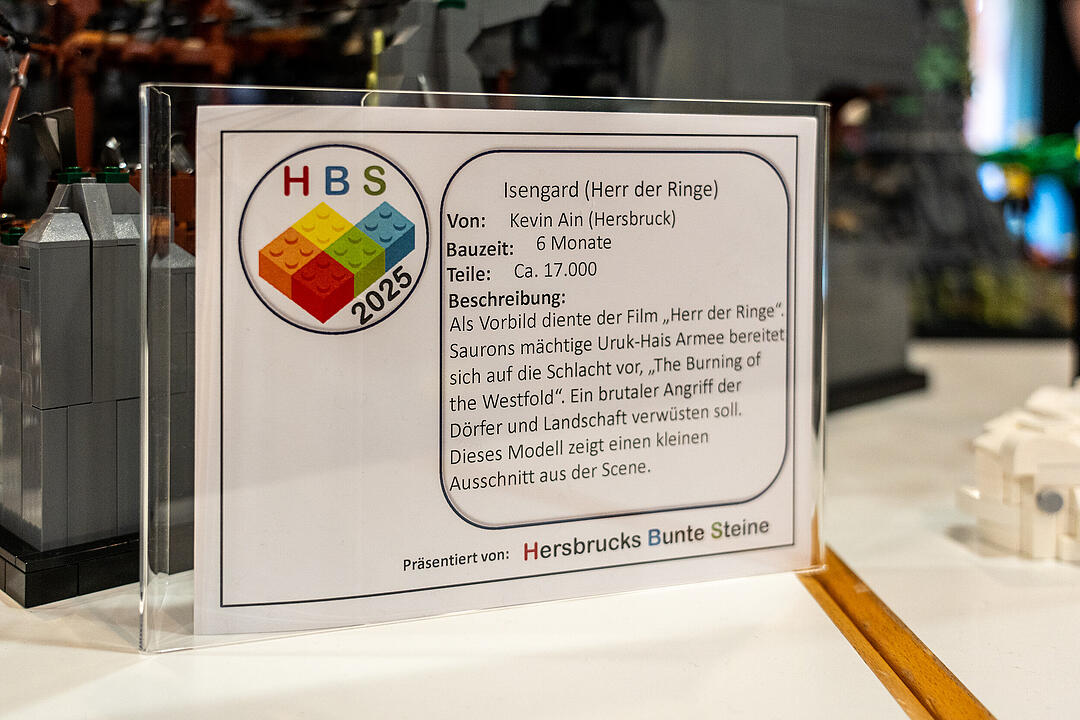 HBS
2025
Isengard (Herr der Ringe)
Von: Kevin Ain (Hersbruck)
Bauzeit: 6 Monate
Teile: Ca. 17.000
Beschreibung:
Als Vorbild diente der Film „Herr der Ringe“.
Saurons mächtige Uruk-Hais Armee bereitet
sich auf die Schlacht vor, „The Burning of
the Westfold“. Ein brutaler Angriff der
Dörfer und Landschaft verwüsten soll.
Dieses Modell zeigt einen kleinen
Ausschnitt aus der Scene.
Präsentiert von: Hersbrucks Bunte Steine